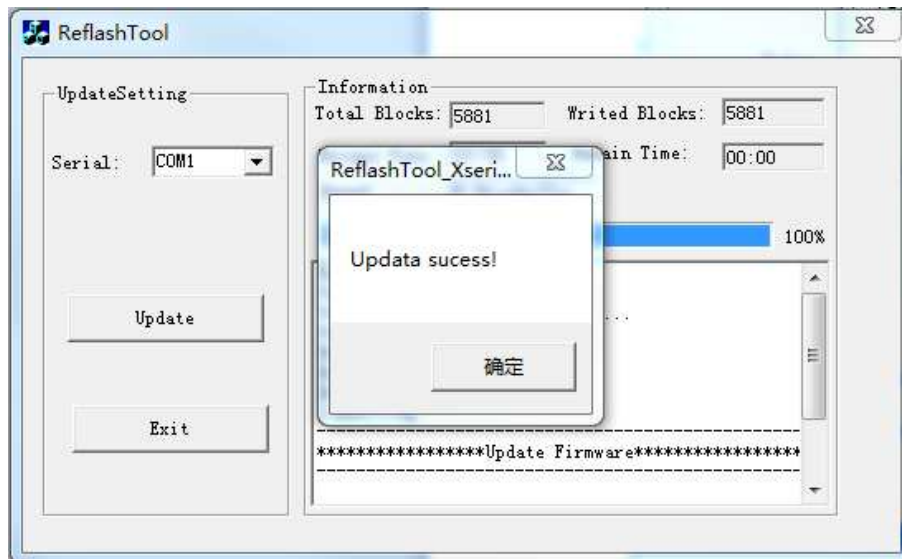 ReflashTool
UpdateSetting
Serial: COM1
Update
Exit
Information
Total Blocks: 5881 Writed Blocks: 5881
ain Time: 00:00
100%
ReflashTool_Xseri...
Updata sucess!
确定
...
--------------------------------------------------
*****************Update Firmware*****************
--------------------------------------------------